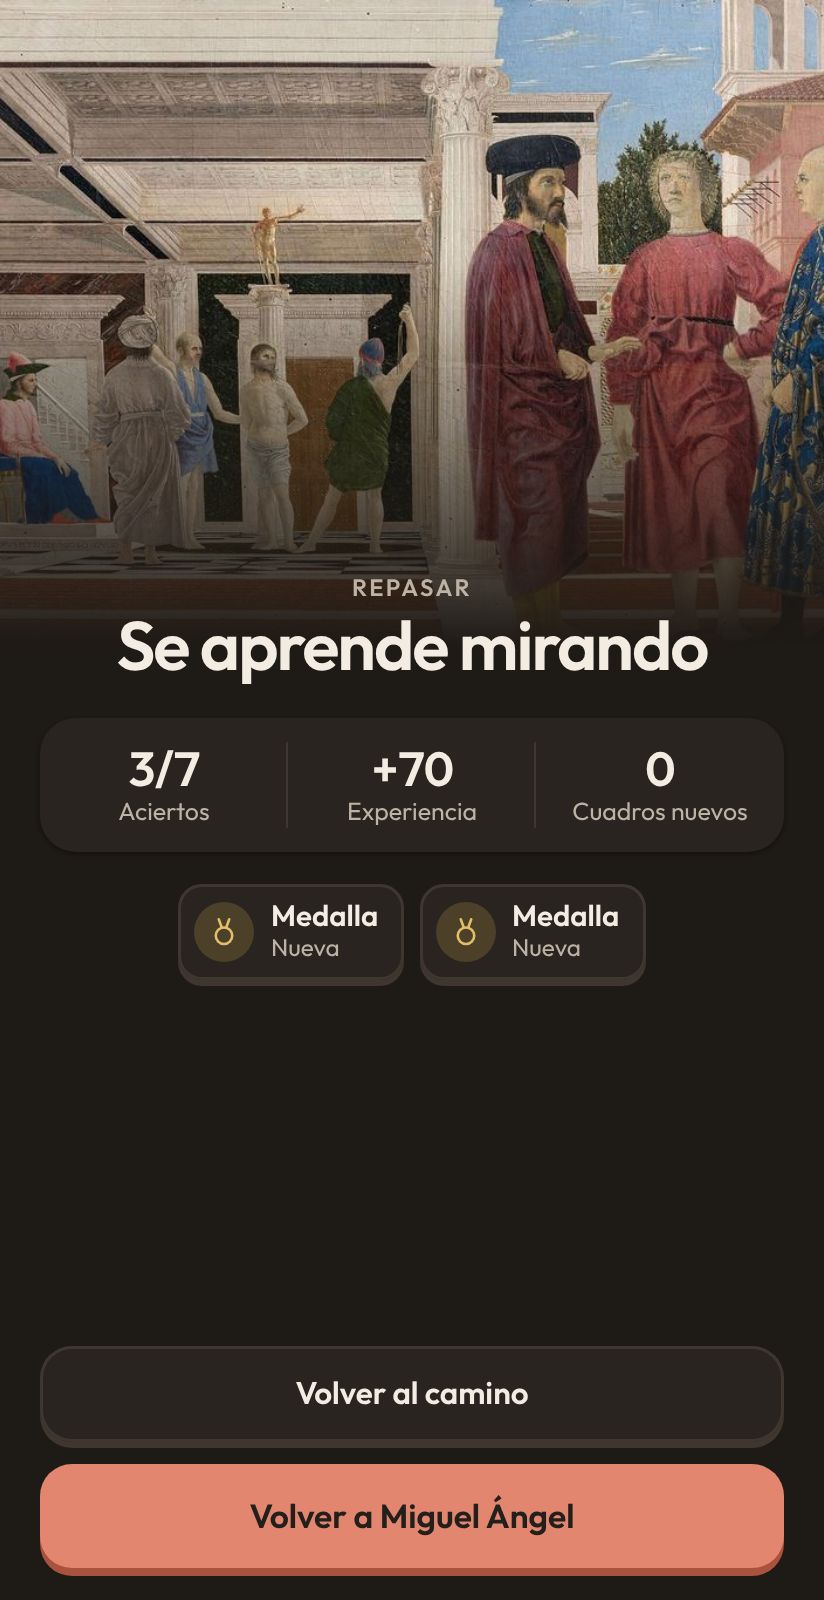 REPASAR
Se aprende mirando
3/7
Aciertos
+70
Experiencia
0
Cuadros nuevos
Medalla
Nueva
Medalla
Nueva
Volver al camino
Volver a Miguel Ángel